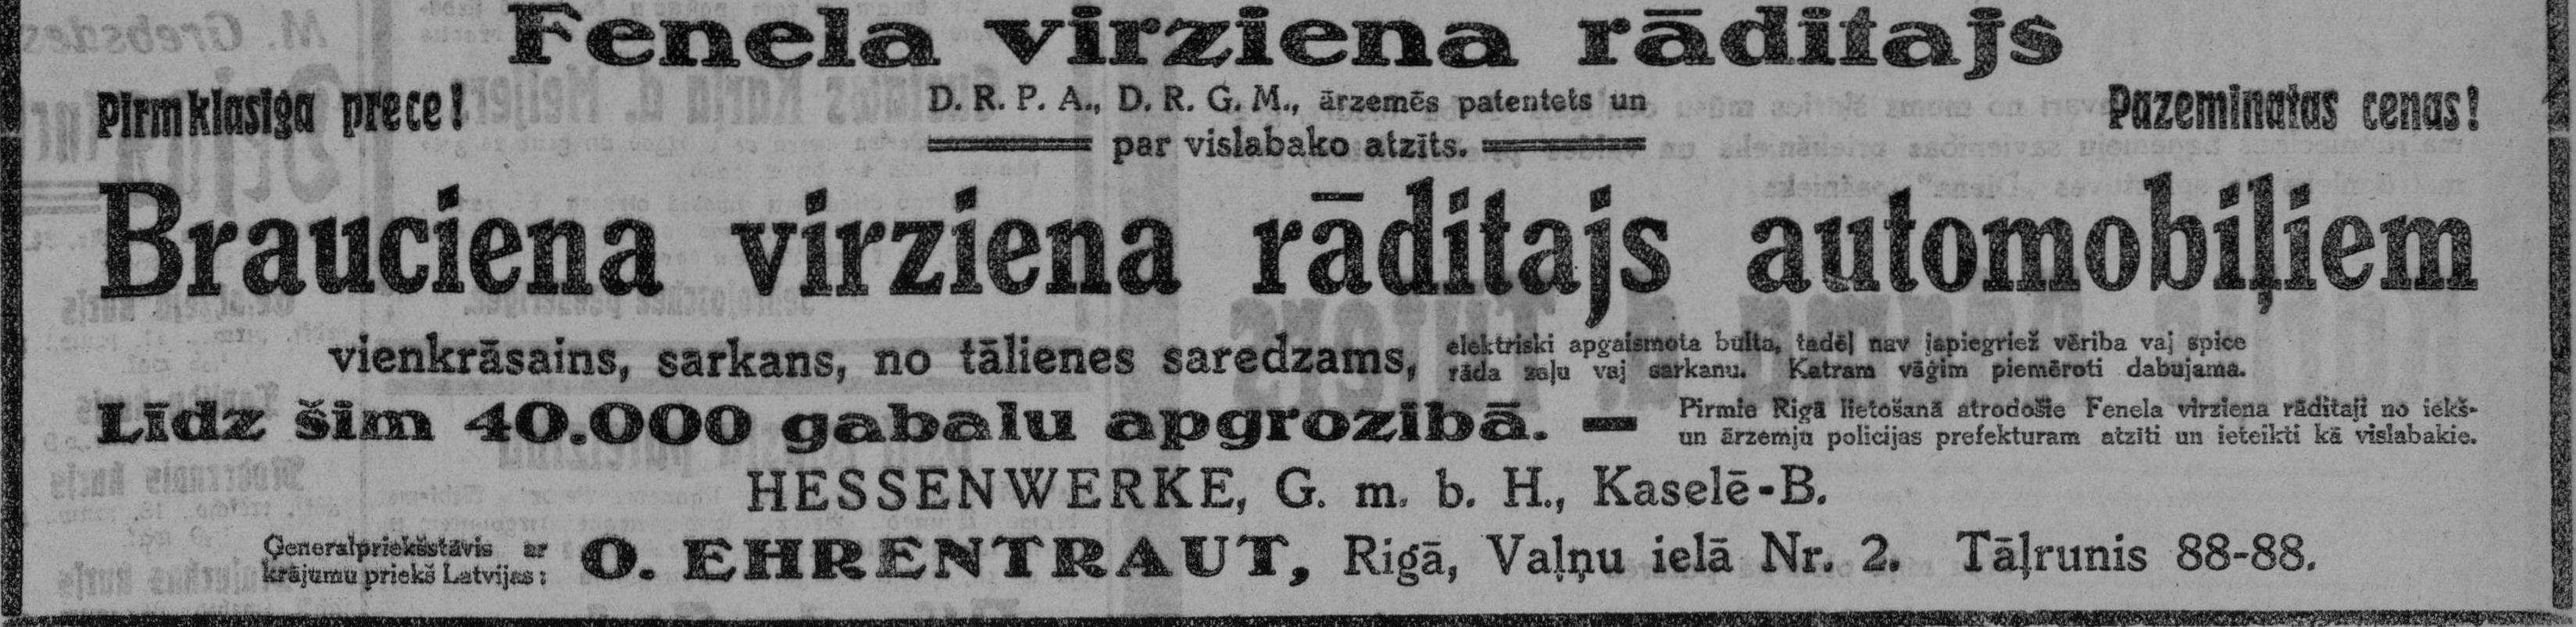 Fenela virziena rāditajs
Pirmklasiga prece!
D. R. P. A., D. R. G. M., ārzemēs patentets un
par vislabako atzīts.
Pazeminatas cenas!
Brauciena virziena rāditajs automobiļiem
vienkrāsains, sarkans, no tālienes saredzams,
elektriski apgaismota bulta, tadēļ nav japiegriež vēriba vaj spice
rāda zaļu vaj sarkanu. Katram vāģim piemēroti dabujama.
Līdz šim 40.000 gabalu apgrozībā. —
Pirmie Rigā lietošanā atrodošie Fenela virziena rāditaji no iekš-
un ārzemju policijas prefekturam atzīti un ieteikti kā vislabakie.
HESSENWERKE, G. m. b. H., Kaselē-B.
Ģeneralpriekšstāvis ar
krājumu priekš Latvijas:
O. EHRENTRAUT, Rigā, Vaļņu ielā Nr. 2. Tāļrunis 88-88.